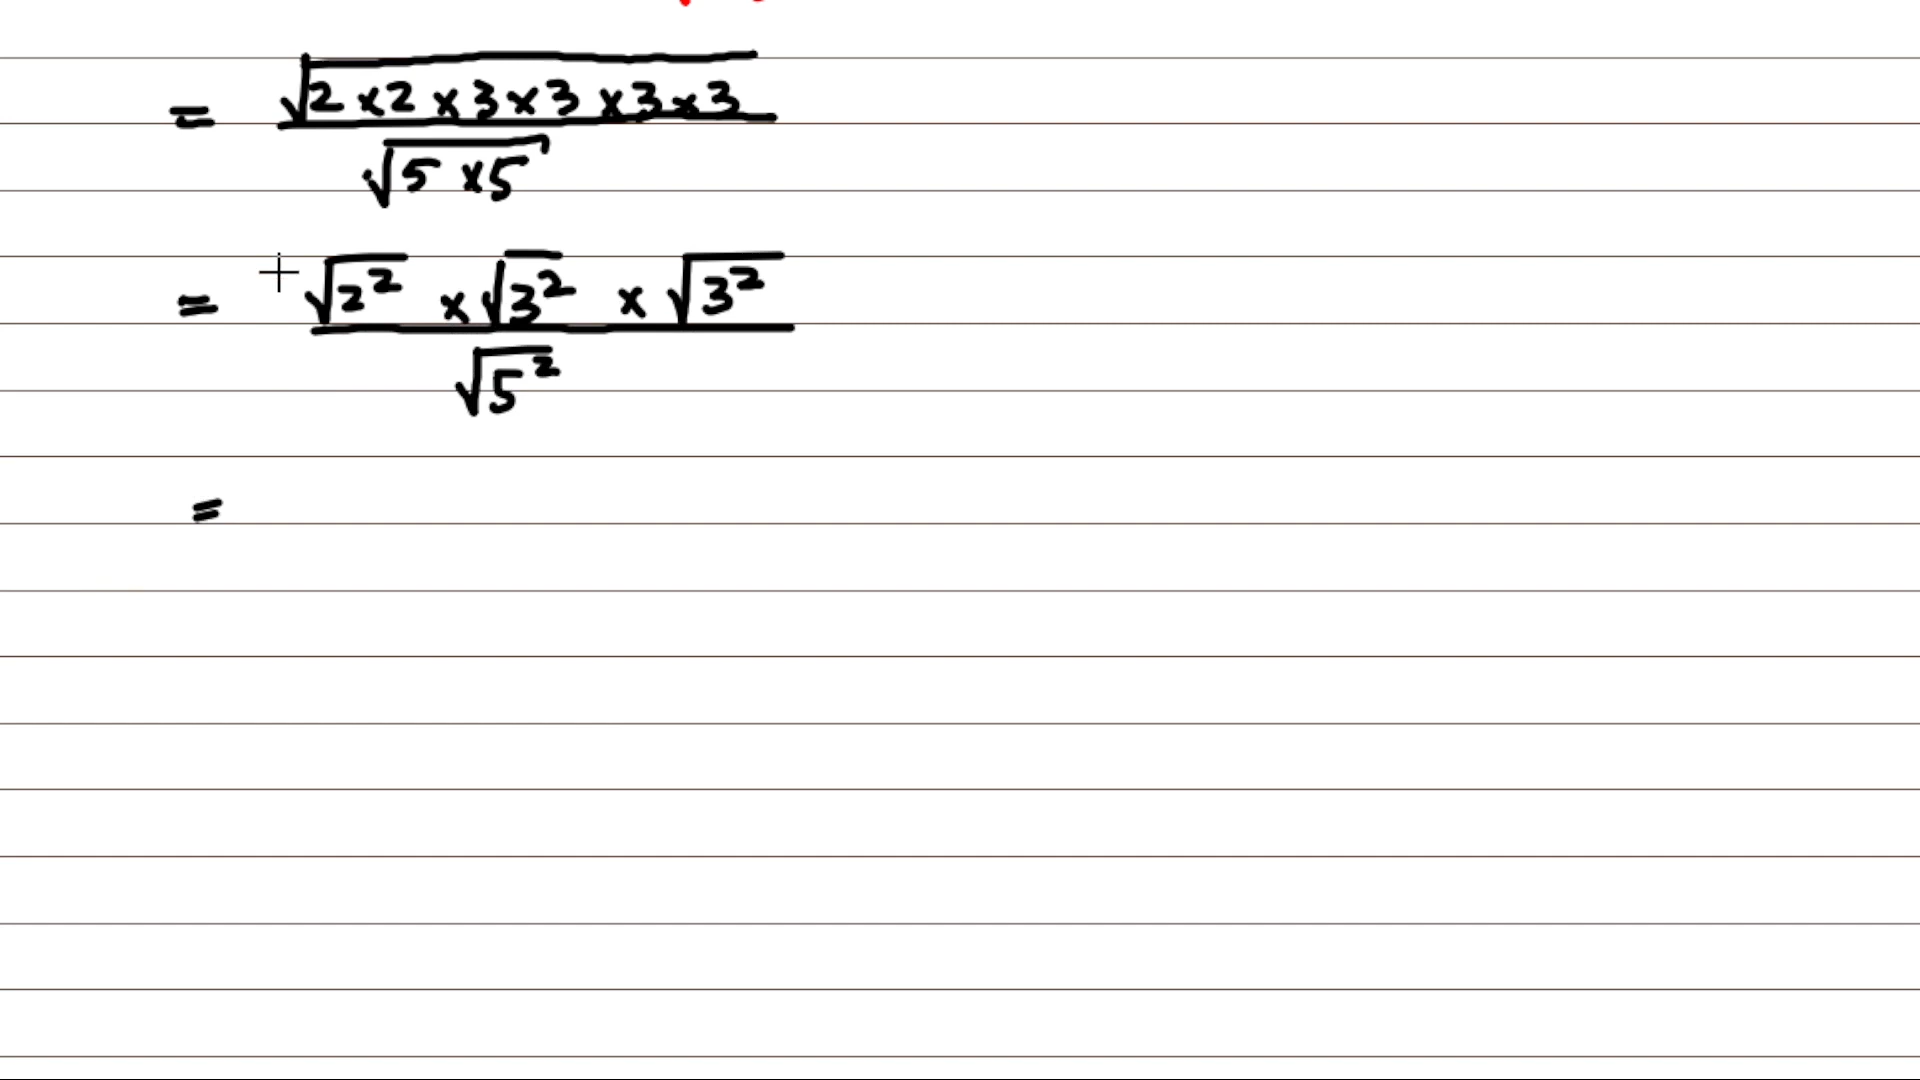 = √(2 × 2 × 3 × 3 × 3 × 3)
√(5 × 5)
= √2² × √3² × √3²
√5²
=